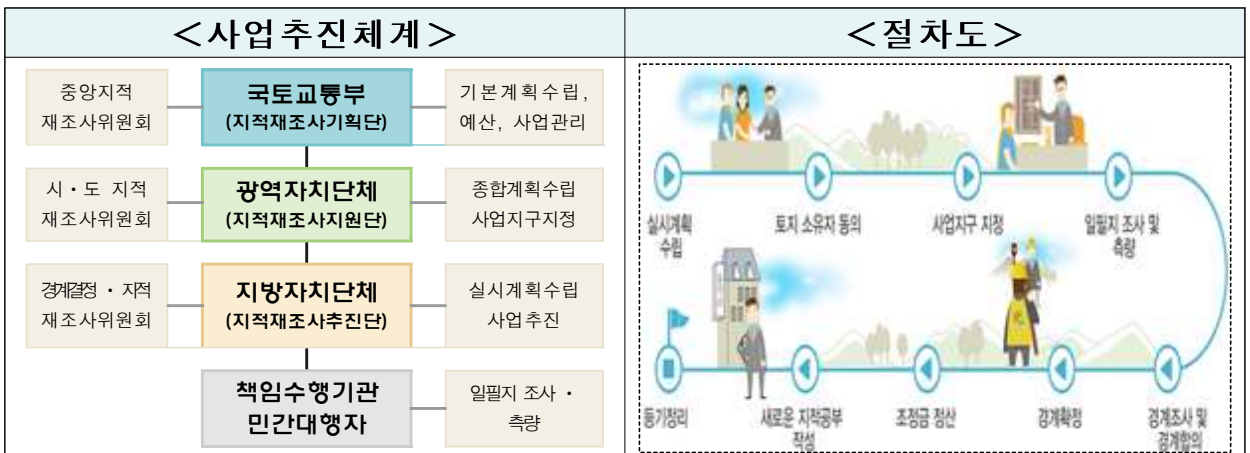 <사업추진체계>
중앙지적
재조사위원회
국토교통부
(지적재조사기획단)
기본계획수립,
예산, 사업관리
시・도 지적
재조사위원회
광역자치단체
(지적재조사지원단)
종합계획수립
사업지구지정
경계결정・지적
재조사위원회
지방자치단체
(지적재조사추진단)
실시계획수립
사업추진
책임수행기관
민간대행자
일필지 조사・
측량
<절차도>
실시계획
수립
토지 소유자 동의
사업지구 지정
일필지 조사 및
측량
경계조사 및
경계합의
경계확정
조정금 정산
새로운 지적공부
작성
등기정리